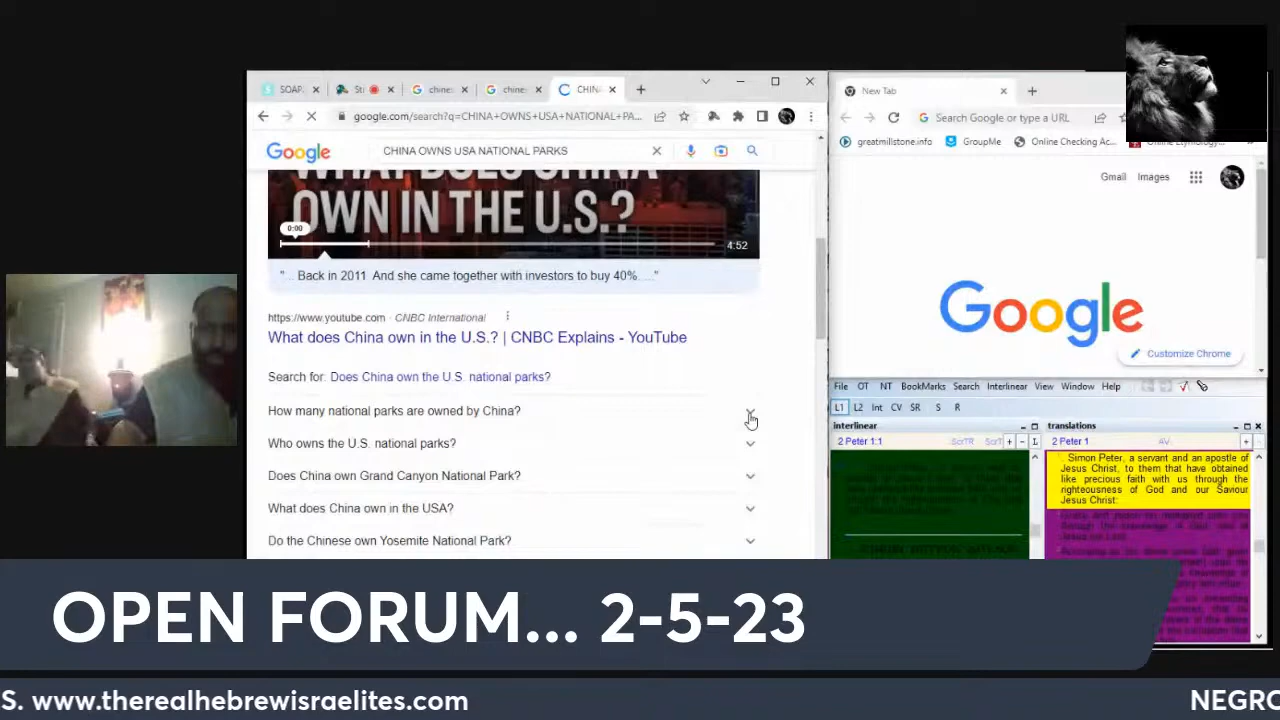 SOAP
St
chine
chine
CHIN
google.com/search?q=CHINA+OWNS+USA+NATIONAL+PA...
Google
CHINA OWNS USA NATIONAL PARKS
WHAT DOES CHINA
OWN IN THE U.S.?
0:00
4:52
"... Back in 2011 And she came together with investors to buy 40%...."
https://www.youtube.com · CNBC International
What does China own in the U.S.? | CNBC Explains - YouTube
Search for: Does China own the U.S. national parks?
How many national parks are owned by China?
Who owns the U.S. national parks?
Does China own Grand Canyon National Park?
What does China own in the USA?
Do the Chinese own Yosemite National Park?
New Tab
Search Google or type a URL
greatmillstone.info
GroupMe
Online Checking Ac...
Online Etymology...
Gmail
Images
Google
Customize Chrome
File OT NT BookMarks Search Interlinear View Window Help
L1 L2 Int CV SR S R
interlinear
2 Peter 1:1
ScrTR
ScrT
translations
2 Peter 1
AV
Simon Peter, a servant and an apostle of
Jesus Christ, to them that have obtained
like precious faith with us through the
righteousness of God and our Saviour
Jesus Christ:
OPEN FORUM... 2-5-23
S. www.therealhebrewisraelites.com
NEGRO